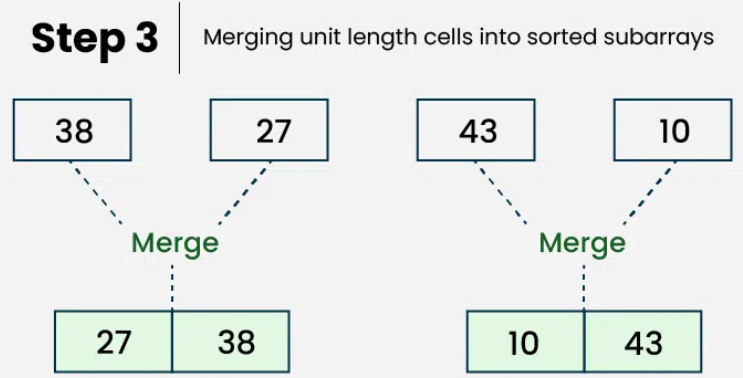 Step 3
Merging unit length cells into sorted subarrays
38 27 43 10
Merge Merge
27 38 10 43